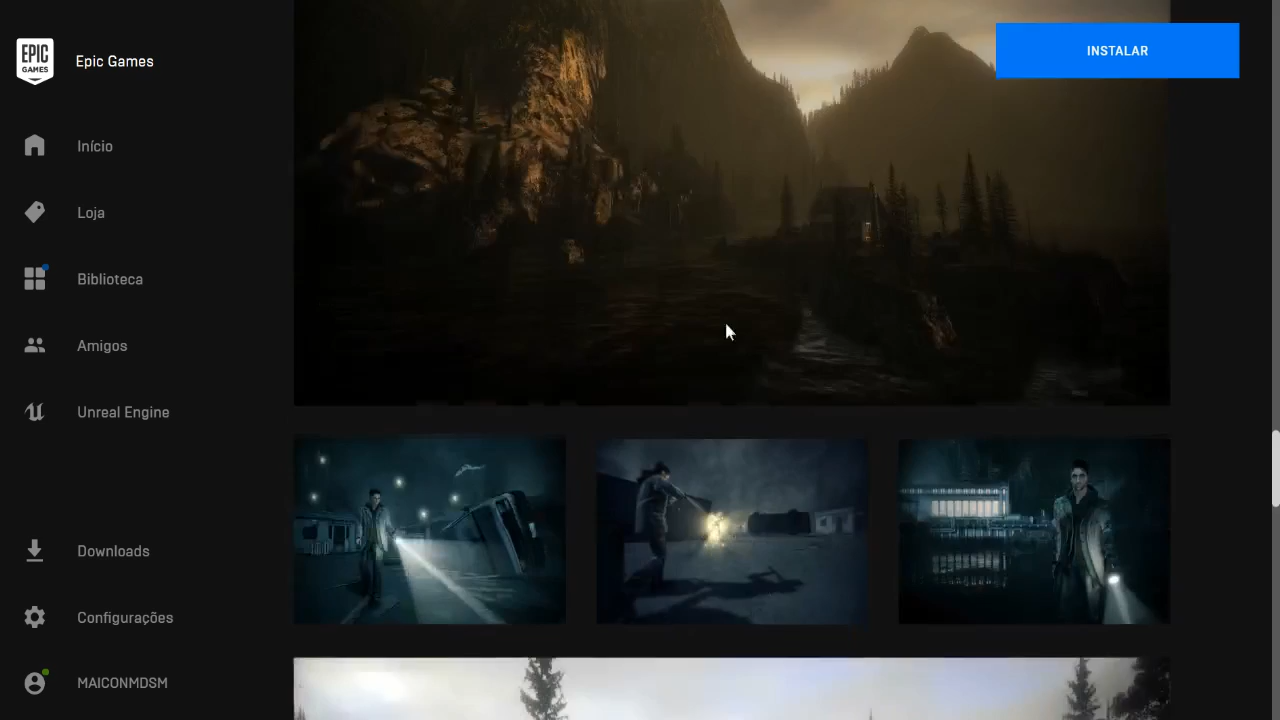 EPIC
GAMES
Epic Games
INSTALAR
Início
Loja
Biblioteca
Amigos
Unreal Engine
Downloads
Configurações
MAICONMDSM